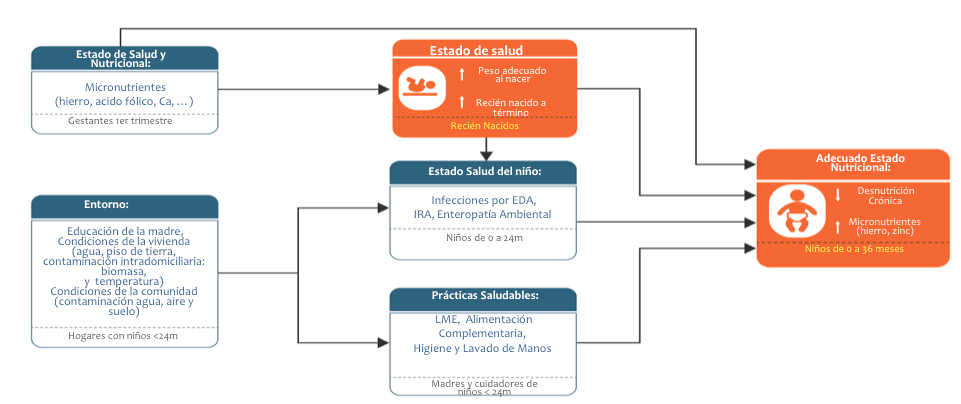 Estado de Salud y
Nutricional:
Micronutrientes
(hierro, acido fólico, Ca, ...)
Gestantes 1er trimestre
Estado de salud
Peso adecuado
al nacer
Recién nacido a
término
Recién Nacidos
Estado Salud del niño:
Infecciones por EDA,
IRA, Enteropatía Ambiental
Niños de 0 a 24m
Entorno:
Educación de la madre,
Condiciones de la vivienda
(agua, piso de tierra,
contaminación intradomiciliaria:
biomasa,
y temperatura)
Condiciones de la comunidad
(contaminación agua, aire y
suelo)
Hogares con niños <24m
Prácticas Saludables:
LME, Alimentación
Complementaria,
Higiene y Lavado de Manos
Madres y cuidadores de
niños < 24m
Adecuado Estado
Nutricional:
Desnutrición
Crónica
Micronutrientes
(hierro, zinc)
Niños de 0 a 36 meses